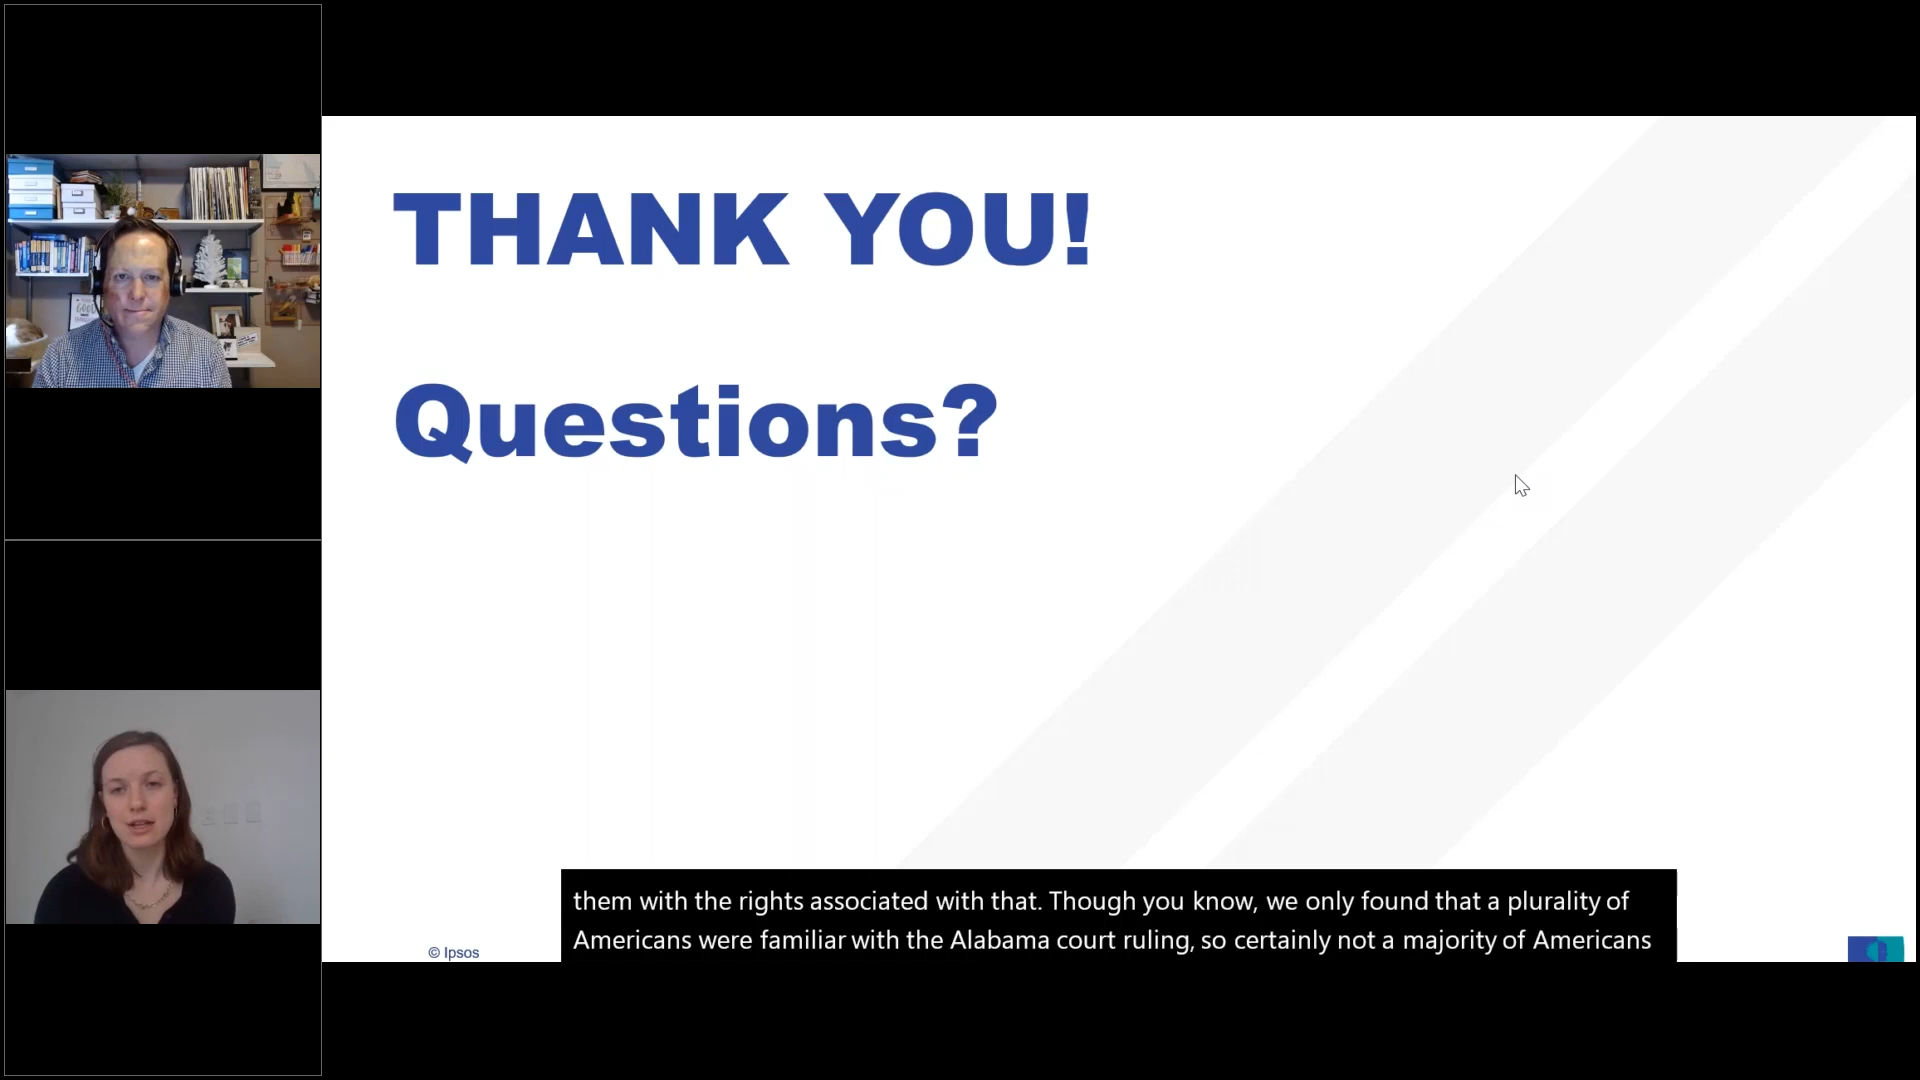 THANK YOU!
Questions?
them with the rights associated with that. Though you know, we only found that a plurality of
Americans were familiar with the Alabama court ruling, so certainly not a majority of Americans
© Ipsos